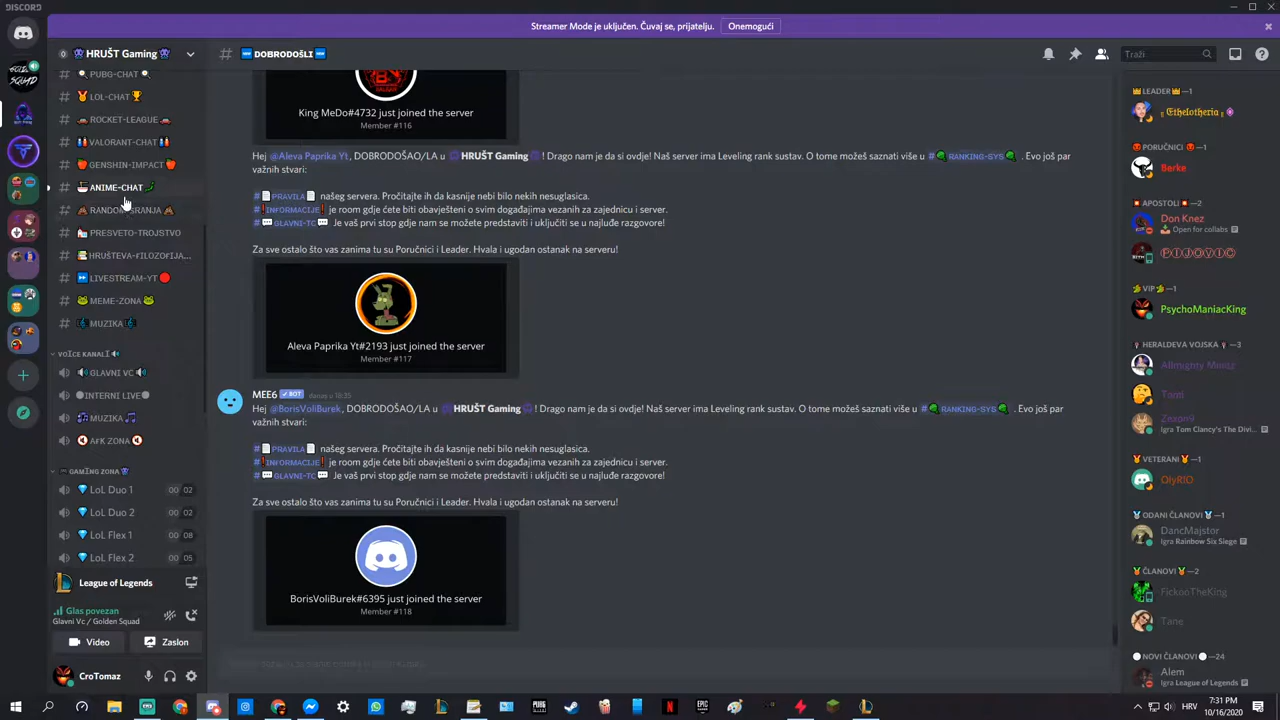 DISCORD
Streamer Mode je uključen. Čuvaj se, prijatelju.
Onemogući
HRUŠT Gaming
DOBRODOŠLI
Traži
PUBG-CHAT
LOL-CHAT
ROCKET-LEAGUE
VALORANT-CHAT
GENSHIN-IMPACT
ANIME-CHAT
RANDOM-SRANJA
PRESVETO-TROJSTVO
HRUŠTEVA-FILOZOFIJA...
LIVESTREAM-YT
MEME-ZONA
MUZIKA
VOICE KANALI
GLAVNI VC
INTERNI LIVE
MUZIKA
AFK ZONA
GAMING ZONA
LoL Duo 1 00 02
LoL Duo 2 00 02
LoL Flex 1 00 08
LoL Flex 2 00 05
League of Legends
Glas povezan
Glavni Vc / Golden Squad
Video
Zaslon
CroTomaz
King MeDo#4732 just joined the server
Member #116
Hej @Aleva Paprika Yt, DOBRODOŠAO/LA u HRUŠT Gaming ! Drago nam je da si ovdje! Naš server ima Leveling rank sustav. O tome možeš saznati više u # RANKING-SYS . Evo još par
važnih stvari:
# PRAVILA našeg servera. Pročitajte ih da kasnije nebi bilo nekih nesuglasica.
# INFORMACIJE je room gdje ćete biti obavješteni o svim događajima vezanih za zajednicu i server.
# GLAVNI-TC Je vaš prvi stop gdje nam se možete predstaviti i uključiti se u najluđe razgovore!
Za sve ostalo što vas zanima tu su Poručnici i Leader. Hvala i ugodan ostanak na serveru!
Aleva Paprika Yt#2193 just joined the server
Member #117
MEE6 BOT danas u 18:35
Hej @BorisVoliBurek, DOBRODOŠAO/LA u HRUŠT Gaming ! Drago nam je da si ovdje! Naš server ima Leveling rank sustav. O tome možeš saznati više u # RANKING-SYS . Evo još par
važnih stvari:
# PRAVILA našeg servera. Pročitajte ih da kasnije nebi bilo nekih nesuglasica.
# INFORMACIJE je room gdje ćete biti obavješteni o svim događajima vezanih za zajednicu i server.
# GLAVNI-TC Je vaš prvi stop gdje nam se možete predstaviti i uključiti se u najluđe razgovore!
Za sve ostalo što vas zanima tu su Poručnici i Leader. Hvala i ugodan ostanak na serveru!
BorisVoliBurek#6395 just joined the server
Member #118
LEADER —1
Ethelotheria
PORUČNICI —1
Berke
APOSTOLI —2
Don Knez
Open for collabs
PIJOVIC
VIP —1
PsychoManiacKing
HERALDEVA VOJSKA —3
Allmighty Mniaz
Tomi
Znxon9
Igra Tom Clancy's The Divi...
VETERANI —1
OlyRIO
ODANI ČLANOVI —1
DancMajstor
Igra Rainbow Six Siege
ČLANOVI —2
FickooTheKing
Tane
NOVI ČLANOVI —24
Alem
Igra League of Legends
HRV
7:31 PM
10/16/2020